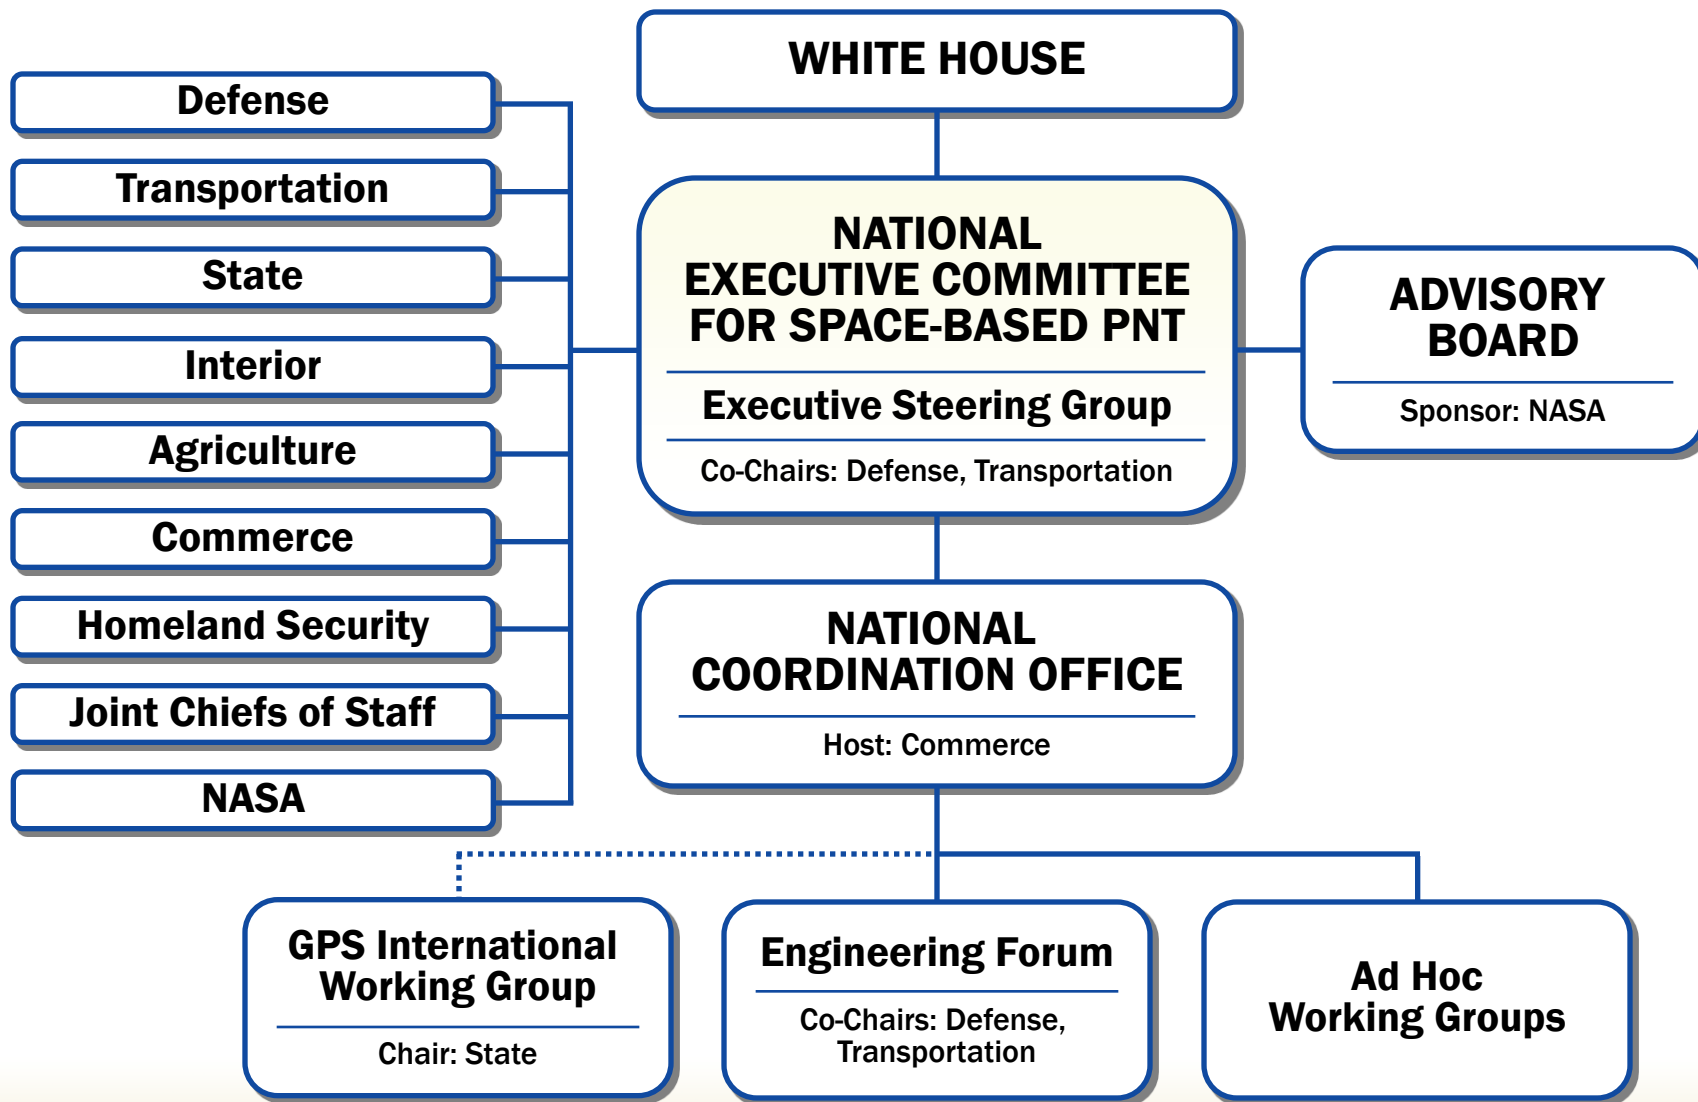 WHITE HOUSE
Defense
Transportation
State
Interior
Agriculture
Commerce
Homeland Security
Joint Chiefs of Staff
NASA
NATIONAL
EXECUTIVE COMMITTEE
FOR SPACE-BASED PNT
Executive Steering Group
Co-Chairs: Defense, Transportation
ADVISORY
BOARD
Sponsor: NASA
NATIONAL
COORDINATION OFFICE
Host: Commerce
GPS International
Working Group
Chair: State
Engineering Forum
Co-Chairs: Defense,
Transportation
Ad Hoc
Working Groups